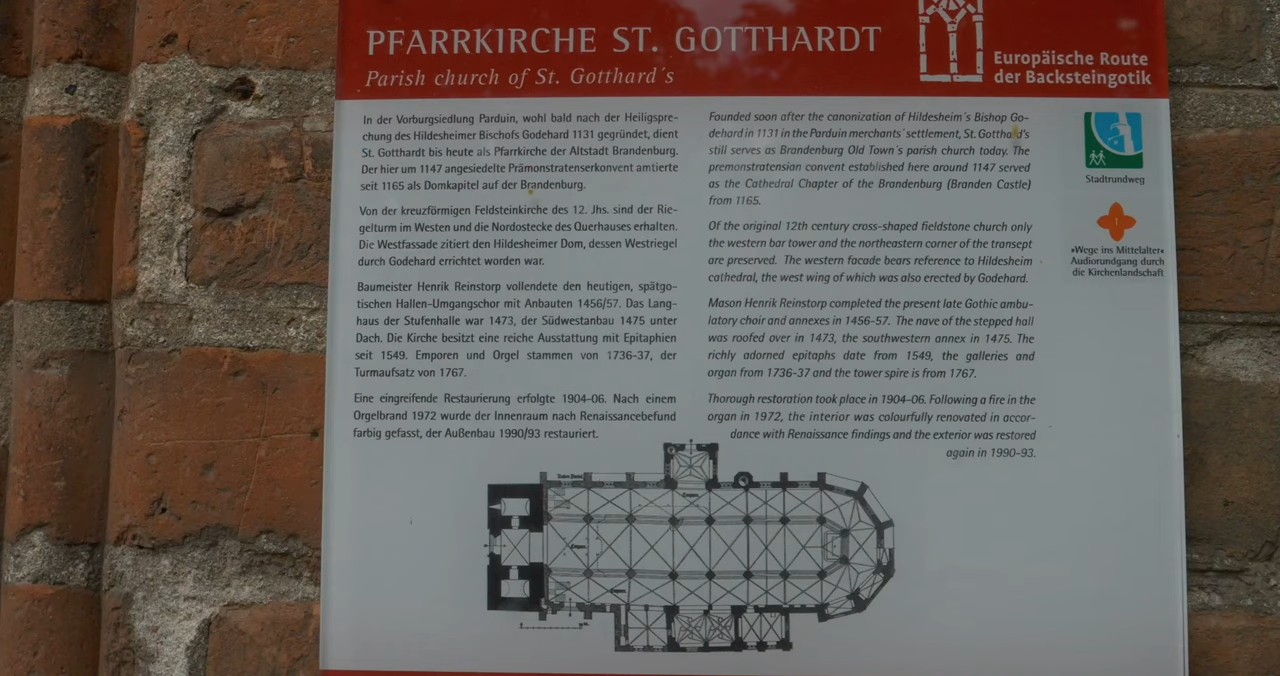 PFARRKIRCHE ST. GOTTHARDT
Parish church of St. Gotthard´s
Europäische Route
der Backsteingotik
In der Vorburgsiedlung Parduin, wohl bald nach der Heiligspre-
chung des Hildesheimer Bischofs Godehard 1131 gegründet, dient
St. Gotthardt bis heute als Pfarrkirche der Altstadt Brandenburg.
Der hier um 1147 angesiedelte Prämonstratenserkonvent amtierte
seit 1165 als Domkapitel auf der Brandenburg.
Von der kreuzförmigen Feldsteinkirche des 12. Jhs. sind der Rie-
gelturm im Westen und die Nordostecke des Querhauses erhalten.
Die Westfassade zitiert den Hildesheimer Dom, dessen Westriegel
durch Godehard errichtet worden war.
Baumeister Henrik Reinstorp vollendete den heutigen, spätgo-
tischen Hallen-Umgangschor mit Anbauten 1456/57. Das Lang-
haus der Stufenhalle war 1473, der Südwestanbau 1475 unter
Dach. Die Kirche besitzt eine reiche Ausstattung mit Epitaphien
seit 1549. Emporen und Orgel stammen von 1736-37, der
Turmaufsatz von 1767.
Eine eingreifende Restaurierung erfolgte 1904-06. Nach einem
Orgelbrand 1972 wurde der Innenraum nach Renaissancebefund
farbig gefasst, der Außenbau 1990/93 restauriert.
Founded soon after the canonization of Hildesheim´s Bishop Go-
dehard in 1131 in the Parduin merchants´ settlement, St. Gotthard's
still serves as Brandenburg Old Town´s parish church today. The
premonstratensian convent established here around 1147 served
as the Cathedral Chapter of the Brandenburg (Branden Castle)
from 1165.
Of the original 12th century cross-shaped fieldstone church only
the western bar tower and the northeastern corner of the transept
are preserved. The western facade bears reference to Hildesheim
cathedral, the west wing of which was also erected by Godehard.
Mason Henrik Reinstorp completed the present late Gothic ambu-
latory choir and annexes in 1456-57. The nave of the stepped hall
was roofed over in 1473, the southwestern annex in 1475. The
richly adorned epitaphs date from 1549, the galleries and
organ from 1736-37 and the tower spire is from 1767.
Thorough restoration took place in 1904-06. Following a fire in the
organ in 1972, the interior was colourfully renovated in accor-
dance with Renaissance findings and the exterior was restored
again in 1990-93.
Stadtrundweg
»Wege ins Mittelalter«
Audiorundgang durch
die Kirchenlandschaft